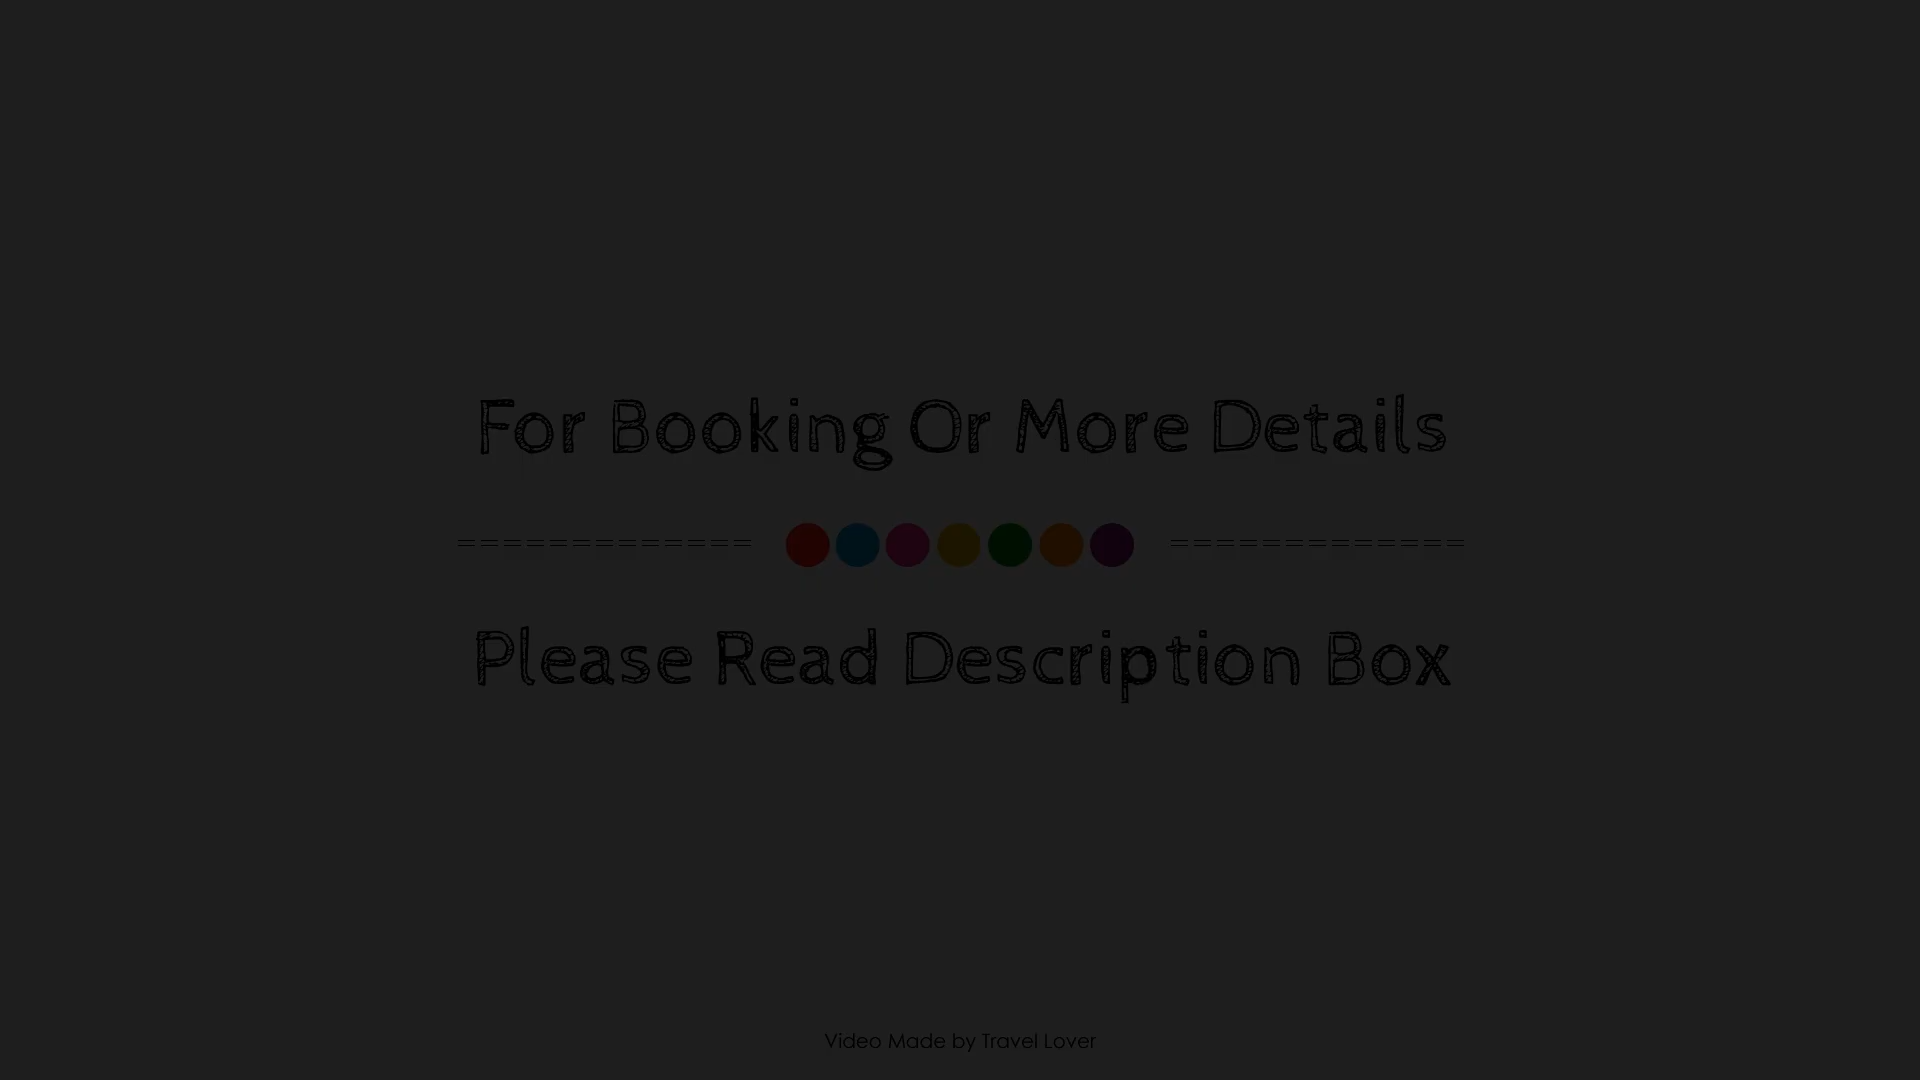 For Booking Or More Details
============= =============
Please Read Description Box
Video Made by Travel Lover